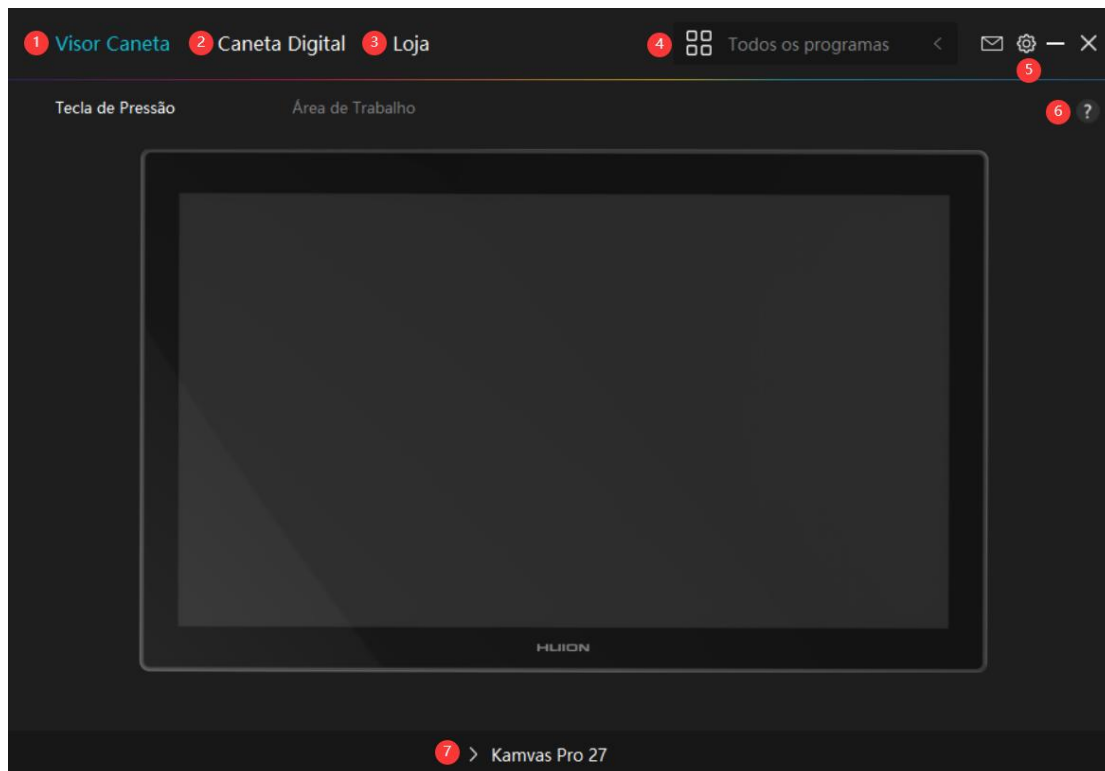 1 Visor Caneta 2 Caneta Digital 3 Loja 4 Todos os programas <
5
Tecla de Pressão Área de Trabalho 6 ?
HUION
7 > Kamvas Pro 27